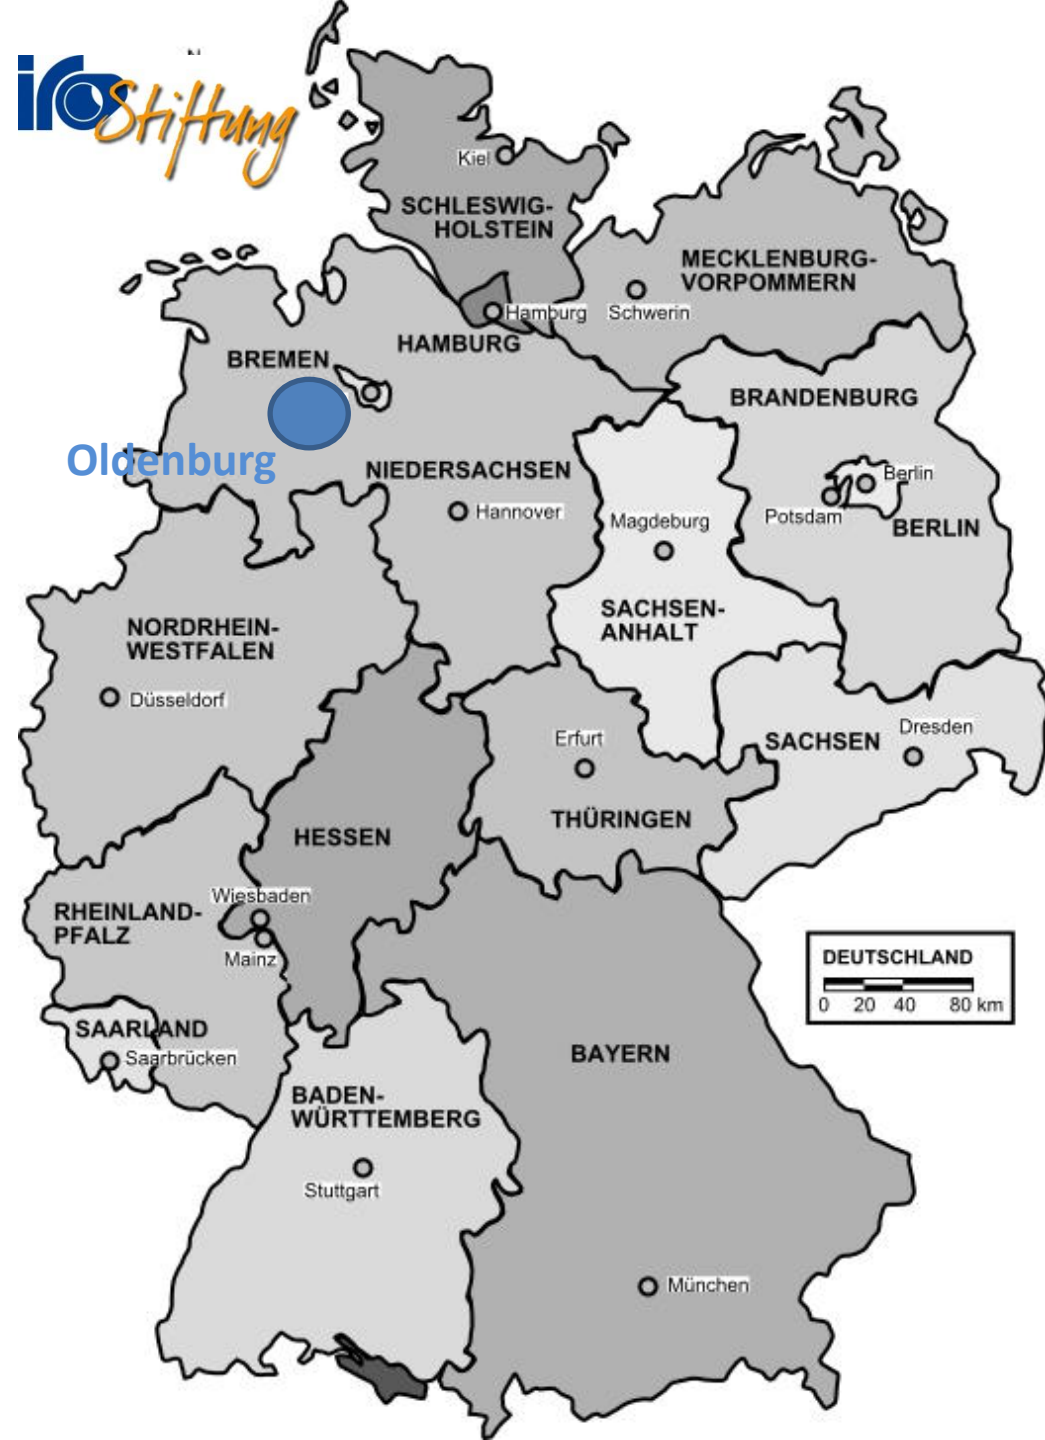 iro Stiftung
N
Kiel
SCHLESWIG-
HOLSTEIN
MECKLENBURG-
VORPOMMERN
Hamburg
Schwerin
HAMBURG
BREMEN
BRANDENBURG
Oldenburg
NIEDERSACHSEN
Berlin
Hannover
Magdeburg
Potsdam
BERLIN
SACHSEN-
ANHALT
NORDRHEIN-
WESTFALEN
Düsseldorf
Erfurt
Dresden
SACHSEN
THÜRINGEN
HESSEN
Wiesbaden
RHEINLAND-
PFALZ
Mainz
DEUTSCHLAND
0 20 40 80 km
SAARLAND
Saarbrücken
BAYERN
BADEN-
WÜRTTEMBERG
Stuttgart
München